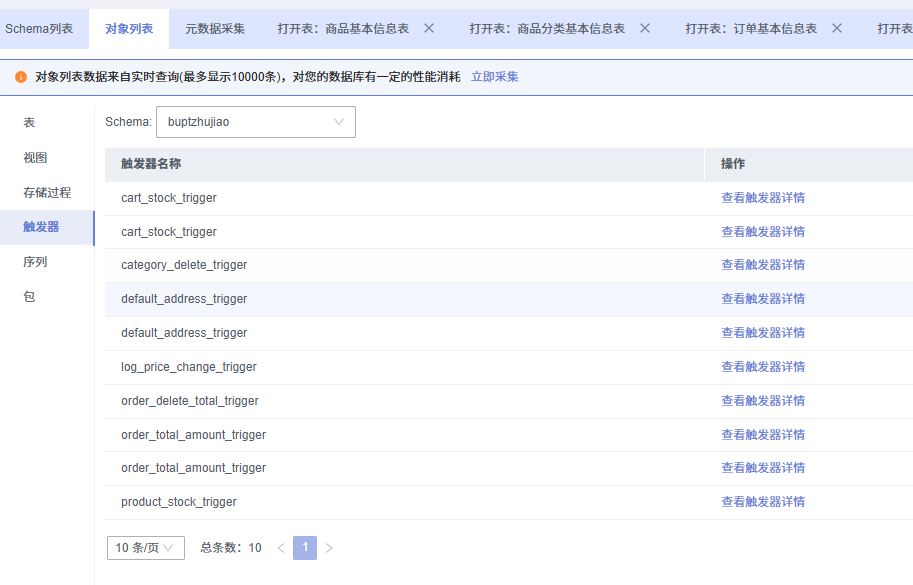 Schema列表 对象列表 元数据采集 打开表：商品基本信息表 打开表：商品分类基本信息表 打开表：订单基本信息表 打开表
对象列表数据来自实时查询(最多显示10000条)，对您的数据库有一定的性能消耗 立即采集
表
视图
存储过程
触发器
序列
包
Schema: buptzhujiao
触发器名称 操作
cart_stock_trigger 查看触发器详情
cart_stock_trigger 查看触发器详情
category_delete_trigger 查看触发器详情
default_address_trigger 查看触发器详情
default_address_trigger 查看触发器详情
log_price_change_trigger 查看触发器详情
order_delete_total_trigger 查看触发器详情
order_total_amount_trigger 查看触发器详情
order_total_amount_trigger 查看触发器详情
product_stock_trigger 查看触发器详情
10 条/页 总条数：10 < 1 >